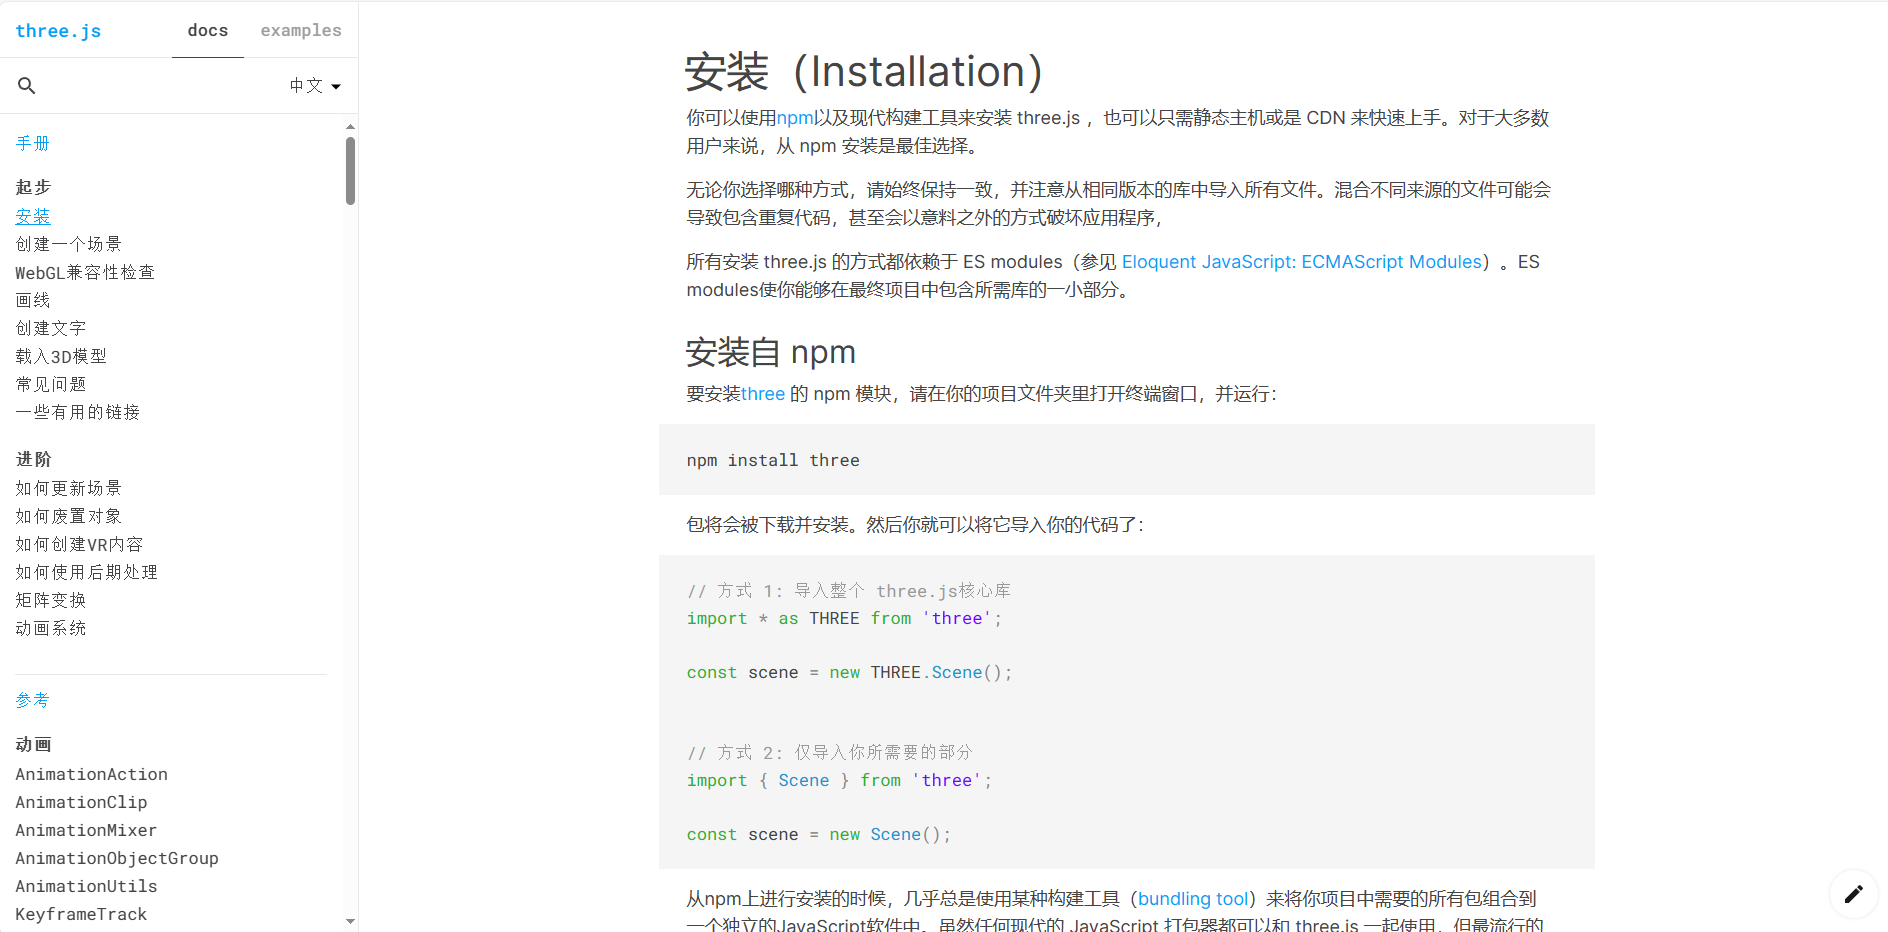 three.js
docs
examples
中文
手册
起步
安装
创建一个场景
WebGL兼容性检查
画线
创建文字
载入3D模型
常见问题
一些有用的链接
进阶
如何更新场景
如何废置对象
如何创建VR内容
如何使用后期处理
矩阵变换
动画系统
参考
动画
AnimationAction
AnimationClip
AnimationMixer
AnimationObjectGroup
AnimationUtils
KeyframeTrack
安装（Installation）
你可以使用npm以及现代构建工具来安装 three.js ，也可以只需静态主机或是 CDN 来快速上手。对于大多数
用户来说，从 npm 安装是最佳选择。
无论你选择哪种方式，请始终保持一致，并注意从相同版本的库中导入所有文件。混合不同来源的文件可能会
导致包含重复代码，甚至会以意料之外的方式破坏应用程序，
所有安装 three.js 的方式都依赖于 ES modules（参见 Eloquent JavaScript: ECMAScript Modules）。ES
modules使你能够在最终项目中包含所需库的一小部分。
安装自 npm
要安装three 的 npm 模块，请在你的项目文件夹里打开终端窗口，并运行：
npm install three
包将会被下载并安装。然后你就可以将它导入你的代码了：
// 方式 1: 导入整个 three.js核心库
import * as THREE from 'three';
const scene = new THREE.Scene();
// 方式 2: 仅导入你所需要的部分
import { Scene } from 'three';
const scene = new Scene();
从npm上进行安装的时候，几乎总是使用某种构建工具（bundling tool）来将你项目中需要的所有包组合到
一个独立的JavaScript软件中。虽然任何现代的 JavaScript 打包器都可以和 three.js 一起使用，但最流行的